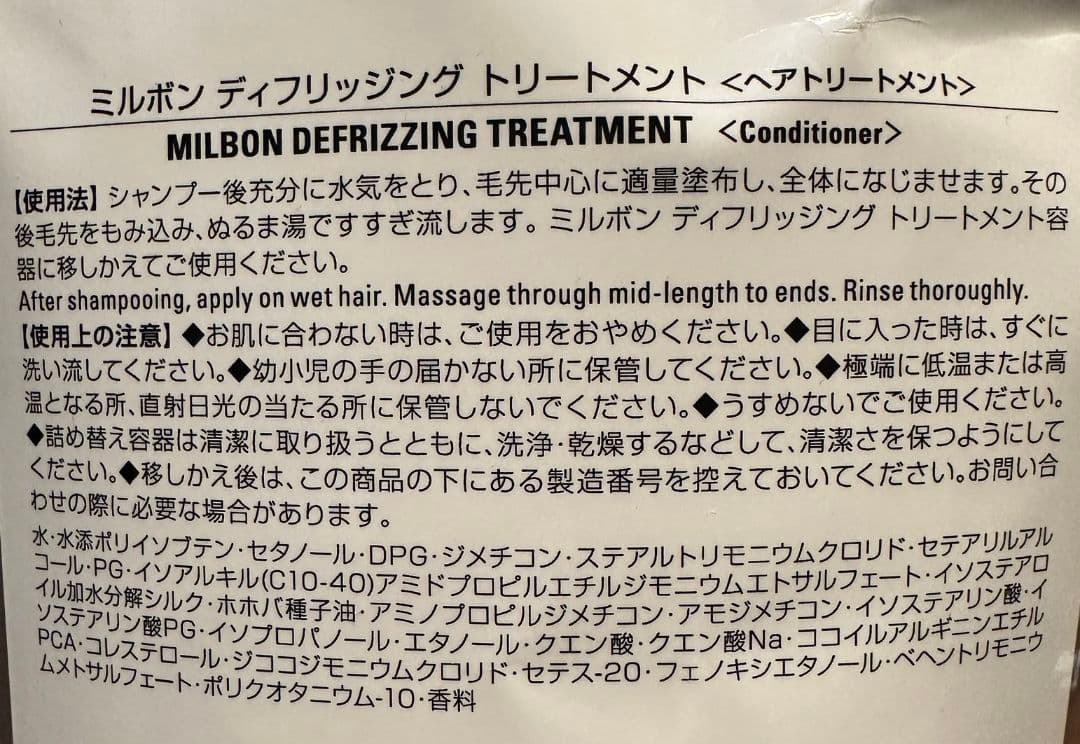 ミルボン ディフリッジング トリートメント <ヘアトリートメント>
MILBON DEFRIZZING TREATMENT <Conditioner>
【使用法】シャンプー後充分に水気をとり、毛先中心に適量塗布し、全体になじませます。その
後毛先をもみ込み、ぬるま湯ですすぎ流します。ミルボン ディフリッジング トリートメント容
器に移しかえてご使用ください。
After shampooing, apply on wet hair. Massage through mid-length to ends. Rinse thoroughly.
【使用上の注意】◆お肌に合わない時は、ご使用をおやめください。◆目に入った時は、すぐに
洗い流してください。◆幼小児の手の届かない所に保管してください。◆極端に低温または高
温となる所、直射日光の当たる所に保管しないでください。◆うすめないでご使用ください。
◆詰め替え容器は清潔に取り扱うとともに、洗浄・乾燥するなどして、清潔さを保つようにして
ください。◆移しかえ後は、この商品の下にある製造番号を控えておいてください。お問い合
わせの際に必要な場合があります。
水・水添ポリイソブテン・セタノール・DPG・ジメチコン・ステアルトリモニウムクロリド・セテアリルアル
コール・PG・イソアルキル(C10-40)アミドプロピルエチルジモニウムエトサルフェート・イソステアロ
イル加水分解シルク・ホホバ種子油・アミノプロピルジメチコン・アモジメチコン・イソステアリン酸・イ
ソステアリン酸PG・イソプロパノール・エタノール・クエン酸・クエン酸Na・ココイルアルギニンエチル
PCA・コレステロール・ジココジモニウムクロリド・セテス-20・フェノキシエタノール・ベヘントリモニウ
ムメトサルフェート・ポリクオタニウム-10・香料